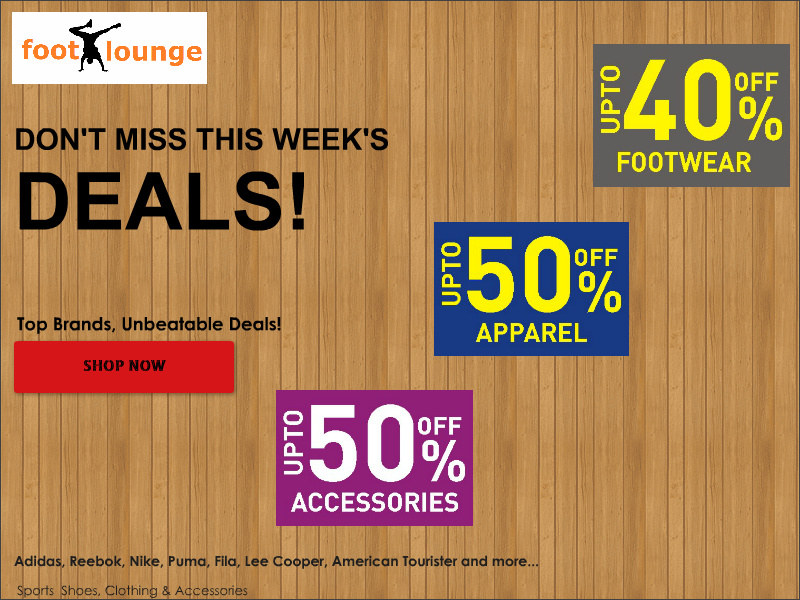 foot lounge
DON'T MISS THIS WEEK'S
DEALS!
UPTO 40% OFF
FOOTWEAR
UPTO 50% OFF
APPAREL
Top Brands, Unbeatable Deals!
SHOP NOW
UPTO 50% OFF
ACCESSORIES
Adidas, Reebok, Nike, Puma, Fila, Lee Cooper, American Tourister and more...
Sports Shoes, Clothing & Accessories